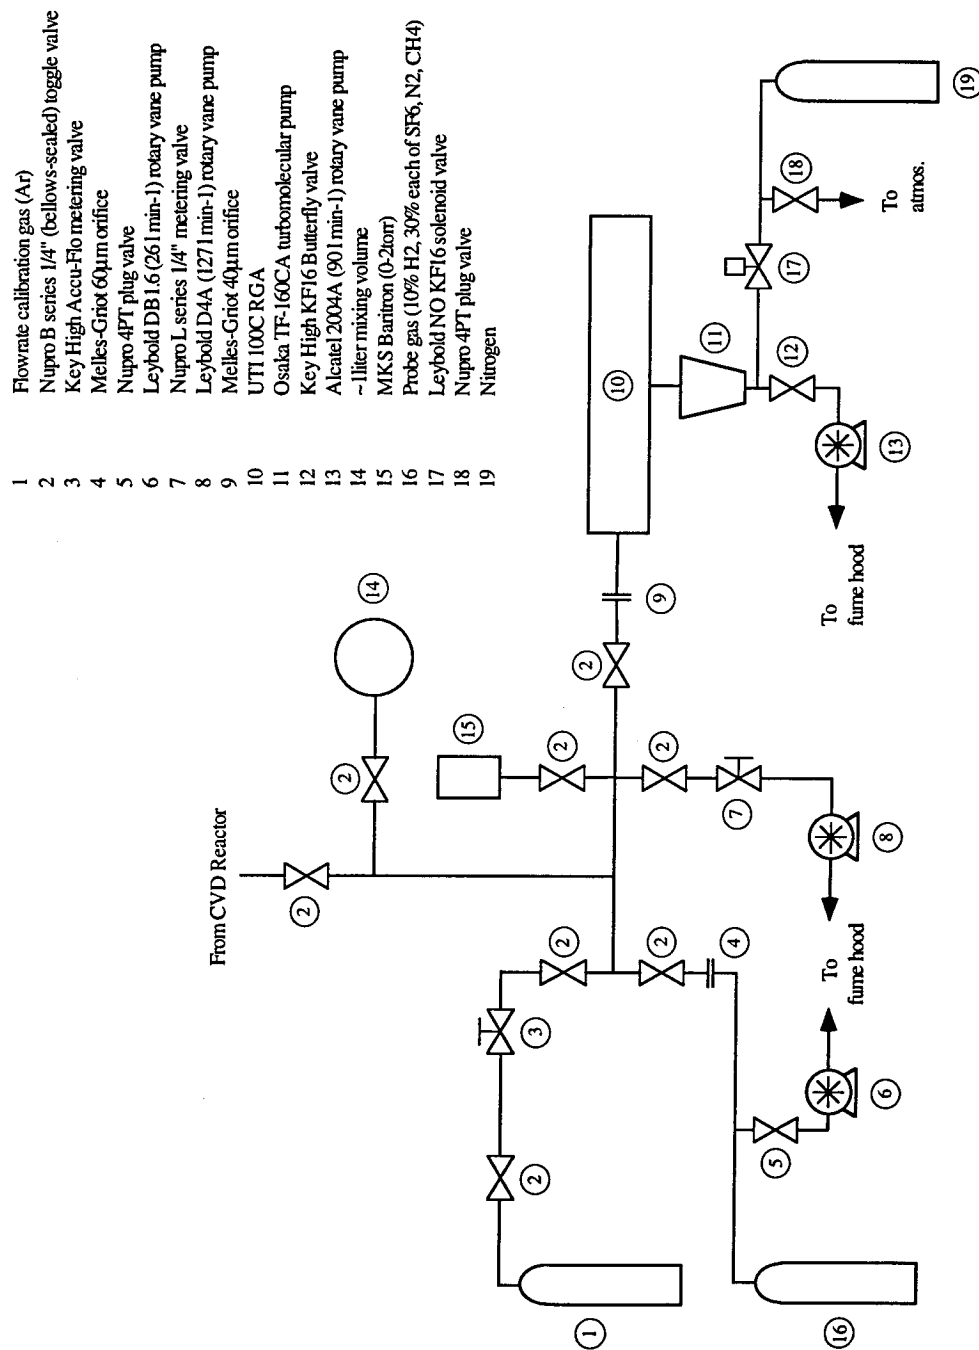 1 Flowrate calibration gas (Ar)
2 Nupro B series 1/4" (bellows-sealed) toggle valve
3 Key High Accu-Flo metering valve
4 Melles-Griot 60µm orifice
5 Nupro 4PT plug valve
6 Leybold DB1.6 (26 l min-1) rotary vane pump
7 Nupro L series 1/4" metering valve
8 Leybold D4A (127 l min-1) rotary vane pump
9 Melles-Griot 40µm orifice
10 UTI 100C RGA
11 Osaka TF-160CA turbomolecular pump
12 Key High KF16 Butterfly valve
13 Alcatel 2004A (90 l min-1) rotary vane pump
14 ~1liter mixing volume
15 MKS Baritron (0-2torr)
16 Probe gas (10% H2, 30% each of SF6, N2, CH4)
17 Leybold NO KF16 solenoid valve
18 Nupro 4PT plug valve
19 Nitrogen
From CVD Reactor
2
2
14
15
2
2
3
2
1
2
4
16
5
6
To
fume hood
2
7
8
2
9
10
11
12
13
To
fume hood
17
18
To
atmos.
19